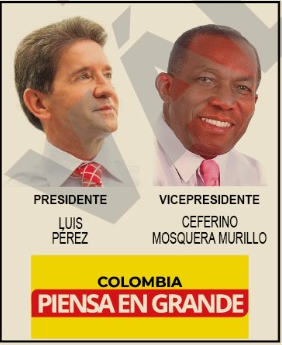 PRESIDENTE
VICEPRESIDENTE
LUIS
PÉREZ
CEFERINO
MOSQUERA MURILLO
COLOMBIA
PIENSA EN GRANDE